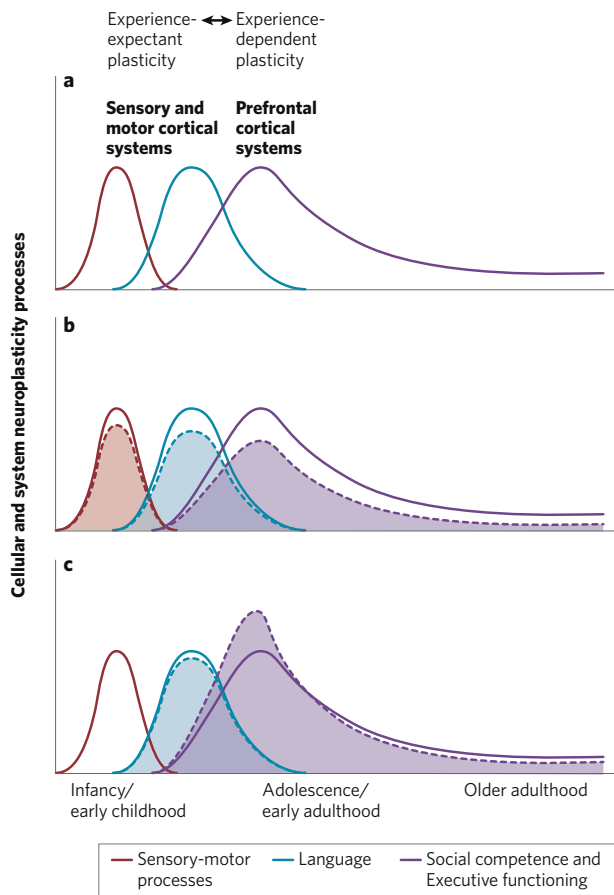 Experience- ↔ Experience-
expectant dependent
plasticity plasticity
a
Sensory and Prefrontal
motor cortical cortical
systems systems
Cellular and system neuroplasticity processes
b
c
Infancy/ Adolescence/ Older adulthood
early childhood early adulthood
Sensory-motor Language Social competence and
processes Executive functioning